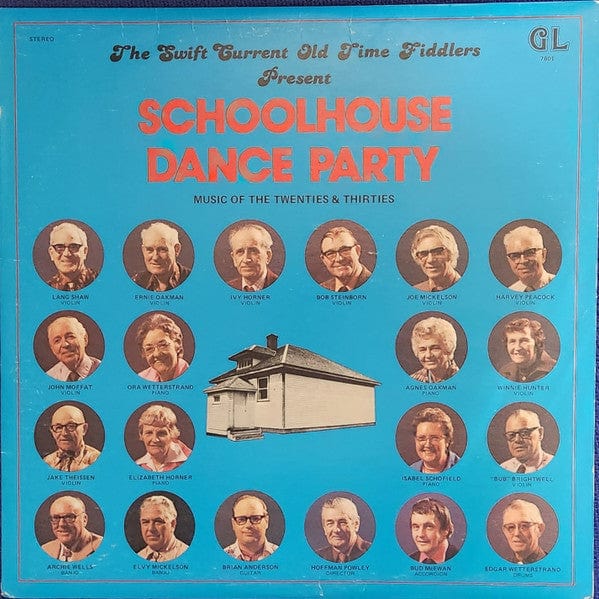 STEREO
The Swift Current Old Time Fiddlers
Present
GL
7801
SCHOOLHOUSE
DANCE PARTY
MUSIC OF THE TWENTIES & THIRTIES
LANG SHAW
VIOLIN
ERNIE OAKMAN
VIOLIN
IVY HORNER
VIOLIN
BOB STEINBORN
VIOLIN
JOE MICKELSON
VIOLIN
HARVEY PEACOCK
VIOLIN
JOHN MOFFAT
VIOLIN
ORA WETTERSTRAND
PIANO
AGNES OAKMAN
PIANO
WINNIE HUNTER
VIOLIN
JAKE THEISSEN
VIOLIN
ELIZABETH HORNER
PIANO
ISABEL SCHOFIELD
PIANO
"BUB" BRIGHTWELL
VIOLIN
ARCHIE WELLS
BANJO
ELVY MICKELSON
BANJO
BRIAN ANDERSON
GUITAR
HOFFMAN POWLEY
DIRECTOR
BUD McEWAN
ACCORDION
EDGAR WETTERSTRAND
DRUMS